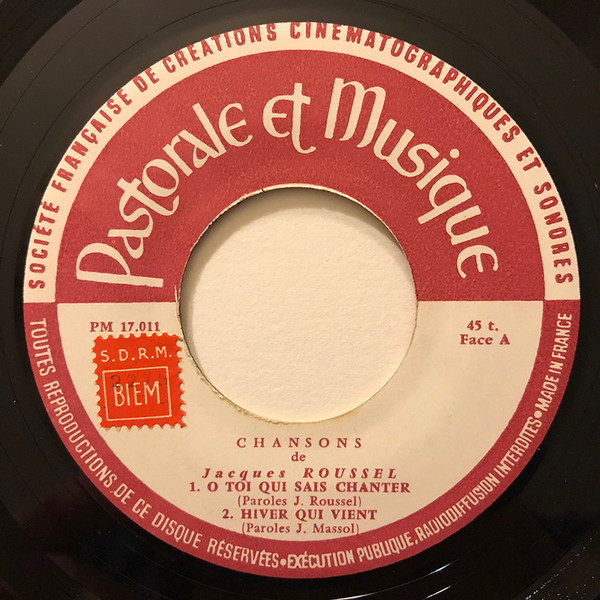 SOCIÉTÉ FRANÇAISE DE CRÉATIONS CINÉMATOGRAPHIQUES ET SONORES
Pastorale et Musique
PM 17.011
45 t.
Face A
S.D.R.M.
BIEM
CHANSONS
de
Jacques ROUSSEL
1. O TOI QUI SAIS CHANTER
(Paroles J. Roussel)
2. HIVER QUI VIENT
(Paroles J. Massol)
TOUTES REPRODUCTIONS, DE CE DISQUE RÉSERVÉES•EXÉCUTION PUBLIQUE, RADIODIFFUSION INTERDITES•MADE IN FRANCE